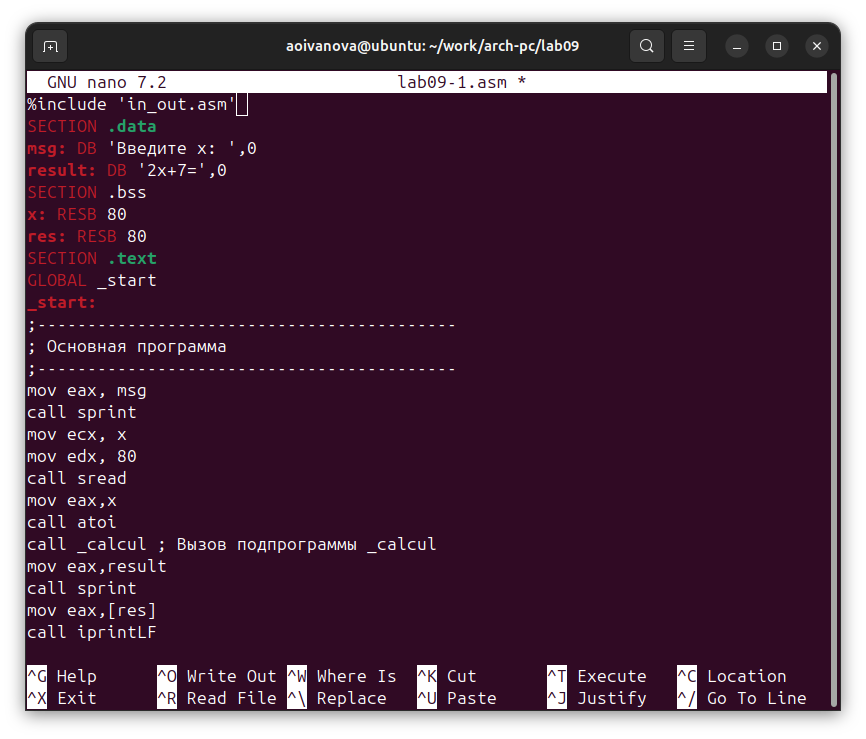 aoivanova@ubuntu: ~/work/arch-pc/lab09
GNU nano 7.2 lab09-1.asm *
%include 'in_out.asm'
SECTION .data
msg: DB 'Введите x: ',0
result: DB '2x+7=',0
SECTION .bss
x: RESB 80
res: RESB 80
SECTION .text
GLOBAL _start
_start:
;------------------------------------------
; Основная программа
;------------------------------------------
mov eax, msg
call sprint
mov ecx, x
mov edx, 80
call sread
mov eax,x
call atoi
call _calcul ; Вызов подпрограммы _calcul
mov eax,result
call sprint
mov eax,[res]
call iprintLF
^G Help ^O Write Out ^W Where Is ^K Cut ^T Execute ^C Location
^X Exit ^R Read File ^\ Replace ^U Paste ^J Justify ^/ Go To Line